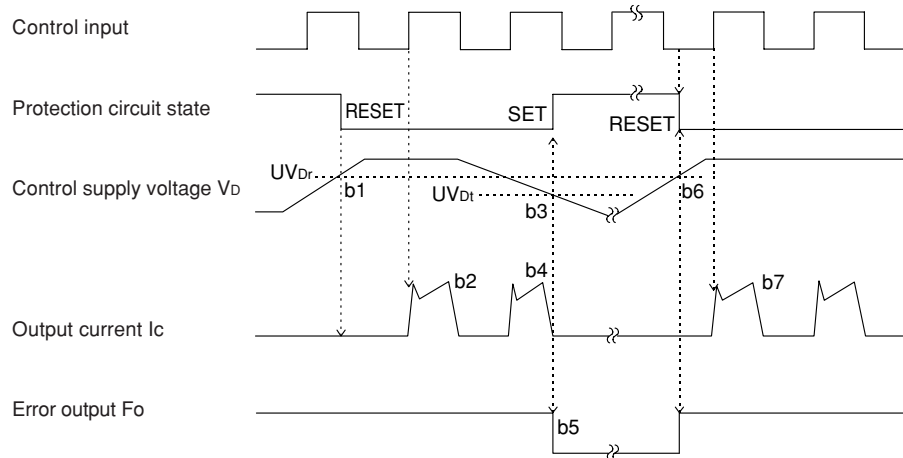 Control input
Protection circuit state
RESET
SET
RESET
Control supply voltage VD
UVDr
b1
UVDt
b3
b6
b2
b4
b7
Output current Ic
Error output Fo
b5